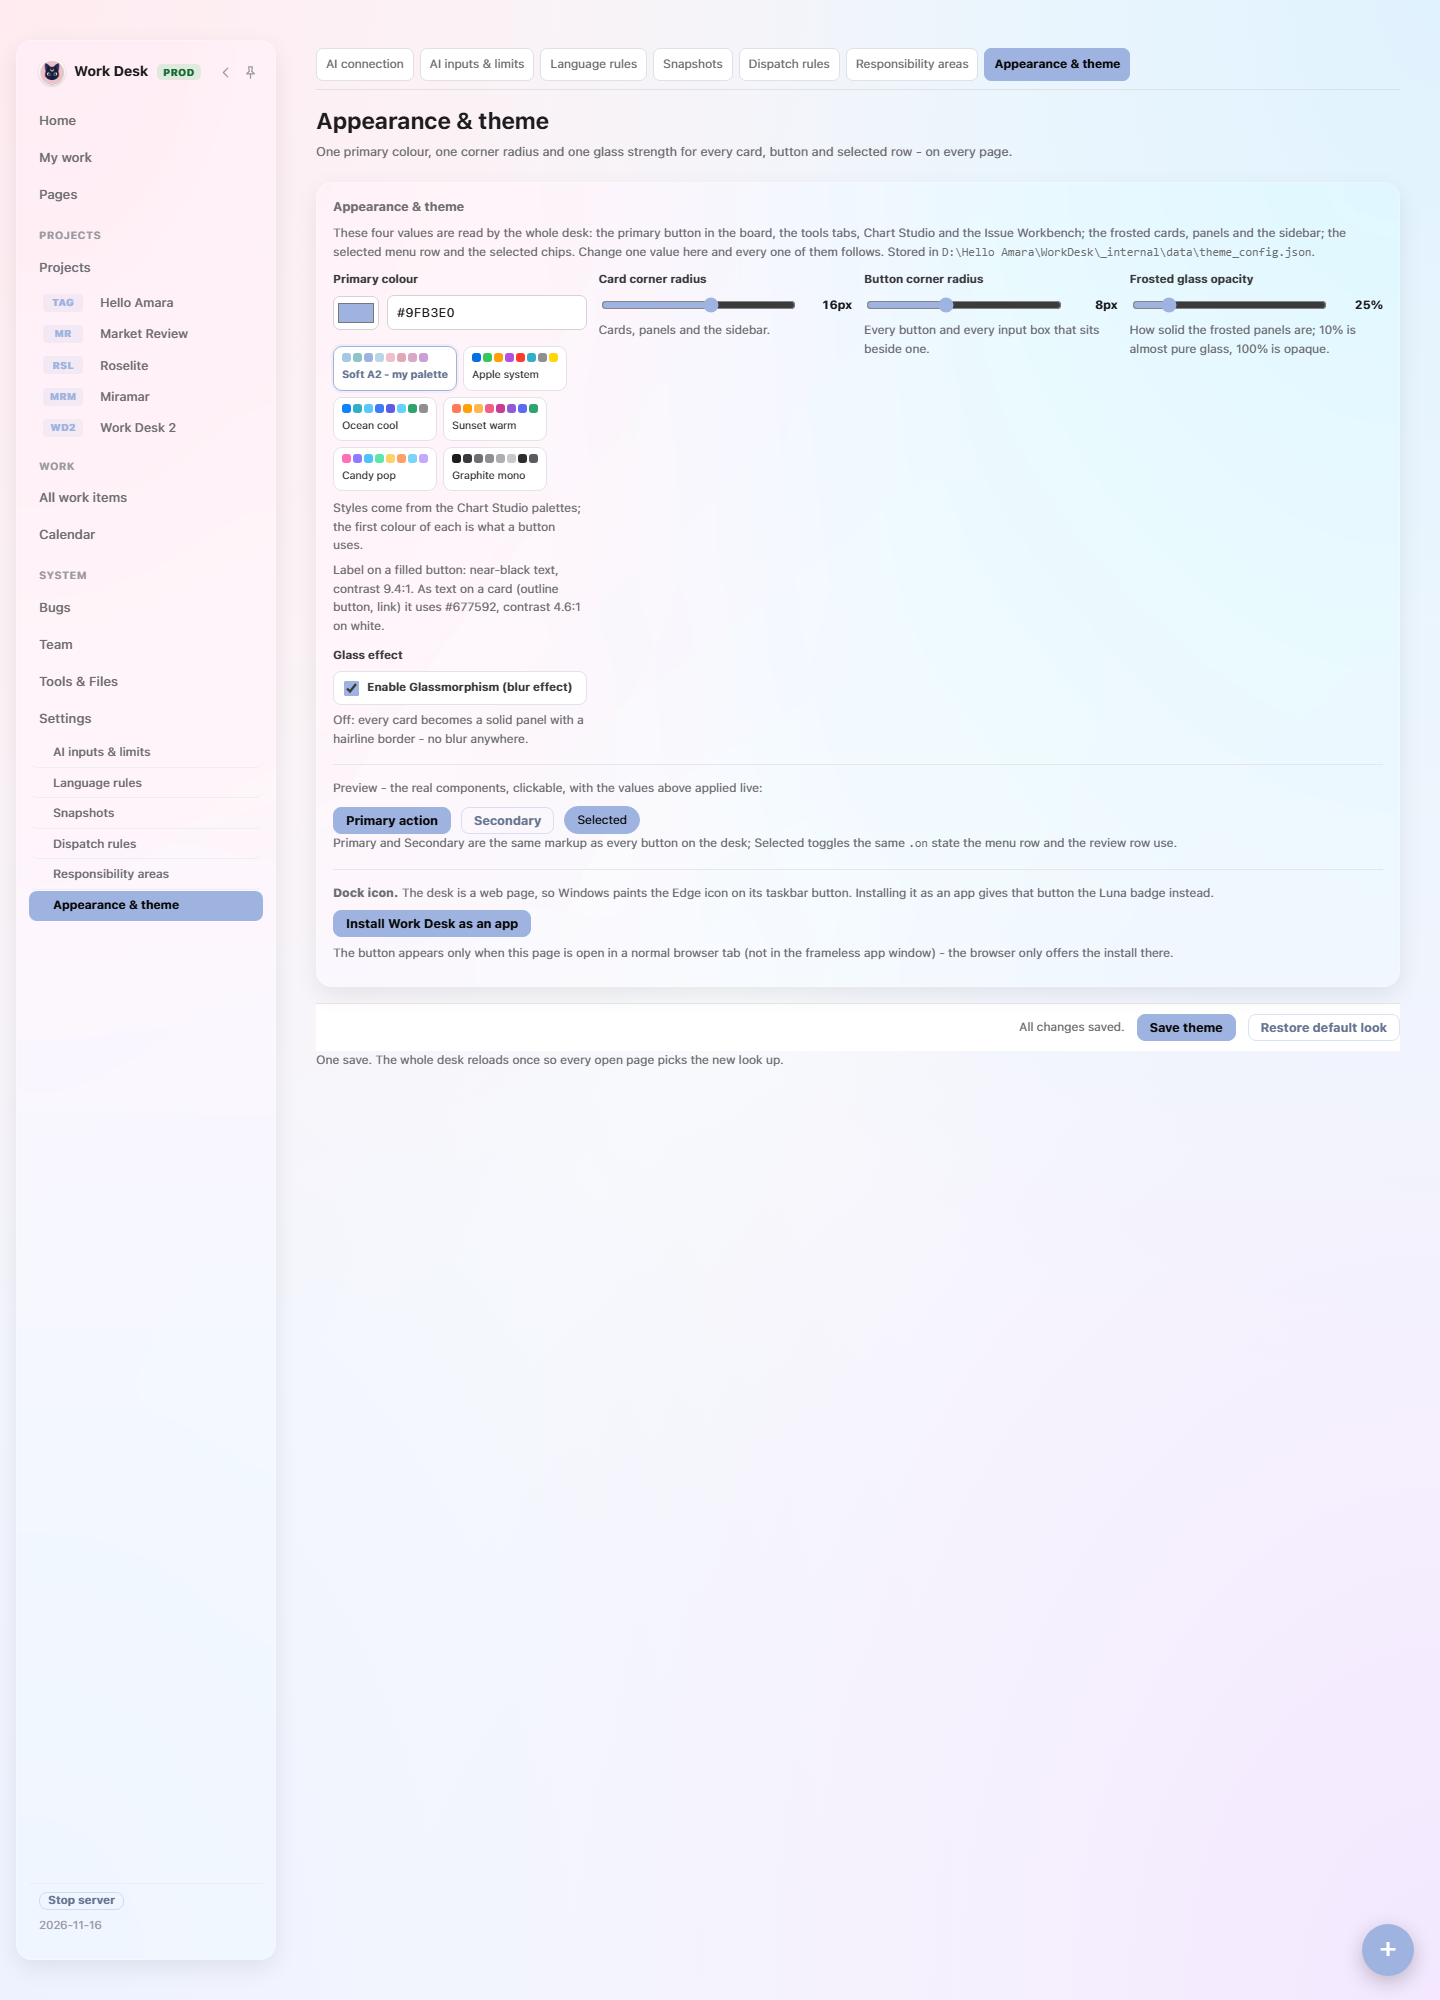 Work Desk PROD
Home
My work
Pages
PROJECTS
Projects
TAG Hello Amara
MR Market Review
RSL Roselite
MRM Miramar
WD2 Work Desk 2
WORK
All work items
Calendar
SYSTEM
Bugs
Team
Tools & Files
Settings
AI inputs & limits
Language rules
Snapshots
Dispatch rules
Responsibility areas
Appearance & theme
Stop server
2026-11-16
AI connection AI inputs & limits Language rules Snapshots Dispatch rules Responsibility areas Appearance & theme
Appearance & theme
One primary colour, one corner radius and one glass strength for every card, button and selected row - on every page.
Appearance & theme
These four values are read by the whole desk: the primary button in the board, the tools tabs, Chart Studio and the Issue Workbench; the frosted cards, panels and the sidebar; the
selected menu row and the selected chips. Change one value here and every one of them follows. Stored in D:\Hello Amara\WorkDesk\_internal\data\theme_config.json.
Primary colour
#9FB3E0
Soft A2 - my palette Apple system
Ocean cool Sunset warm
Candy pop Graphite mono
Styles come from the Chart Studio palettes;
the first colour of each is what a button
uses.
Label on a filled button: near-black text,
contrast 9.4:1. As text on a card (outline
button, link) it uses #677592, contrast 4.6:1
on white.
Glass effect
Enable Glassmorphism (blur effect)
Off: every card becomes a solid panel with a
hairline border - no blur anywhere.
Card corner radius
16px
Cards, panels and the sidebar.
Button corner radius
8px
Every button and every input box that sits
beside one.
Frosted glass opacity
25%
How solid the frosted panels are; 10% is
almost pure glass, 100% is opaque.
Preview - the real components, clickable, with the values above applied live:
Primary action Secondary Selected
Primary and Secondary are the same markup as every button on the desk; Selected toggles the same .on state the menu row and the review row use.
Dock icon. The desk is a web page, so Windows paints the Edge icon on its taskbar button. Installing it as an app gives that button the Luna badge instead.
Install Work Desk as an app
The button appears only when this page is open in a normal browser tab (not in the frameless app window) - the browser only offers the install there.
All changes saved. Save theme Restore default look
One save. The whole desk reloads once so every open page picks the new look up.
+